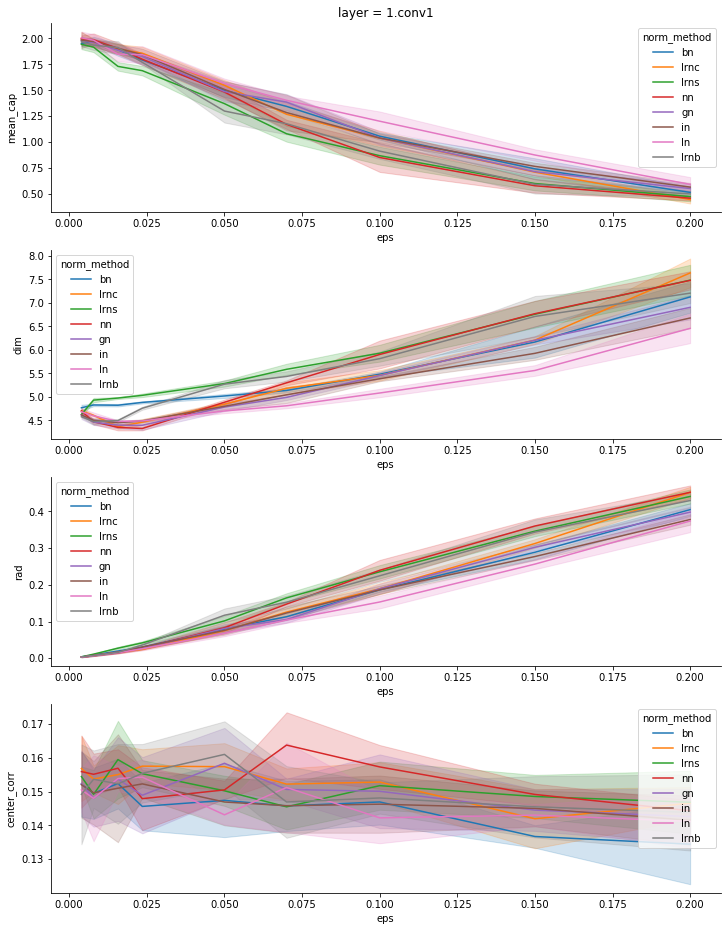 layer = 1.conv1
2.00
1.75
1.50
1.25
1.00
0.75
0.50
mean_cap
norm_method
bn
lrnc
lrns
nn
gn
in
ln
lrnb
0.000 0.025 0.050 0.075 0.100 0.125 0.150 0.175 0.200
eps
8.0
7.5
7.0
6.5
6.0
5.5
5.0
4.5
dim
norm_method
bn
lrnc
lrns
nn
gn
in
ln
lrnb
0.000 0.025 0.050 0.075 0.100 0.125 0.150 0.175 0.200
eps
0.4
0.3
0.2
0.1
0.0
rad
norm_method
bn
lrnc
lrns
nn
gn
in
ln
lrnb
0.000 0.025 0.050 0.075 0.100 0.125 0.150 0.175 0.200
eps
0.17
0.16
0.15
0.14
0.13
center_corr
norm_method
bn
lrnc
lrns
nn
gn
in
ln
lrnb
0.000 0.025 0.050 0.075 0.100 0.125 0.150 0.175 0.200
eps